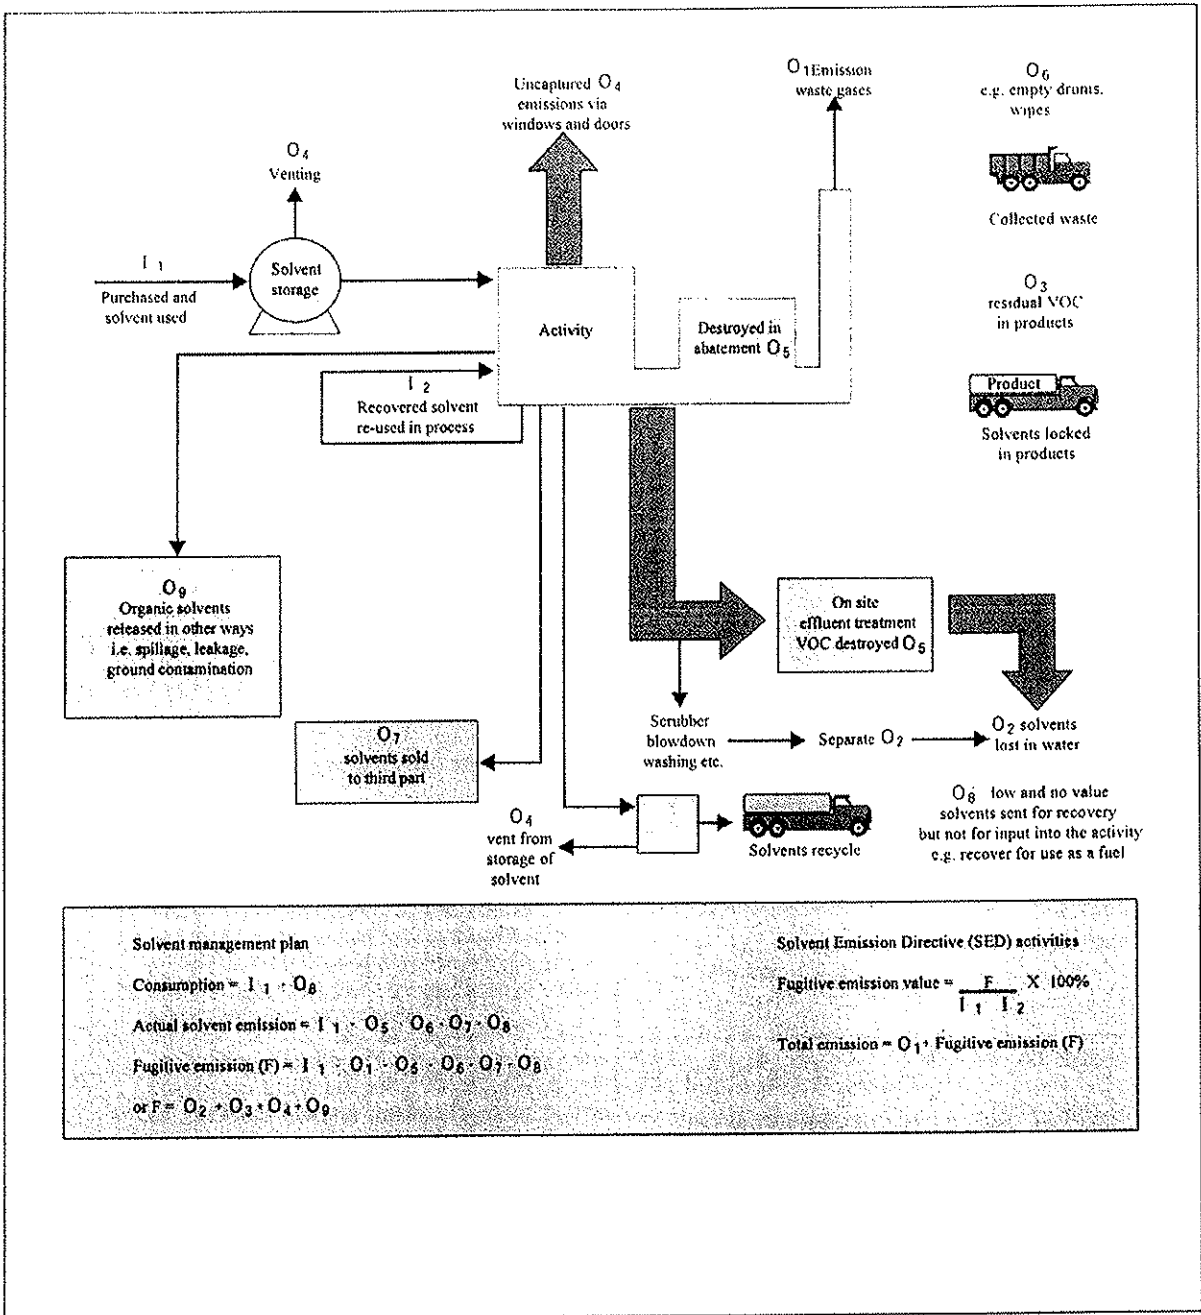 Uncaptured O4
emissions via
windows and doors
O1 Emission
waste gases
O6
e.g. empty drums,
wipes
O4
Venting
Collected waste
I 1
Purchased and
solvent used
Solvent
storage
Activity
Destroyed in
abatement O5
O3
residual VOC
in products
I 2
Recovered solvent
re-used in process
Product
Solvents locked
in products
O9
Organic solvents
released in other ways
i.e. spillage, leakage,
ground contamination
On site
effluent treatment
VOC destroyed O5
O7
solvents sold
to third part
Scrubber
blowdown
washing etc.
Separate O2
O2 solvents
lost in water
O4
vent from
storage of
solvent
Solvents recycle
O8 low and no value
solvents sent for recovery
but not for input into the activity
e.g. recover for use as a fuel
Solvent management plan
Consumption = I 1 - O8
Actual solvent emission = I 1 - O5 - O6 - O7 - O8
Fugitive emission (F) = I 1 - O1 - O5 - O6 - O7 - O8
or F = O2 + O3 + O4 + O9
Solvent Emission Directive (SED) activities
Fugitive emission value = F X 100%
I 1 I 2
Total emission = O1 + Fugitive emission (F)